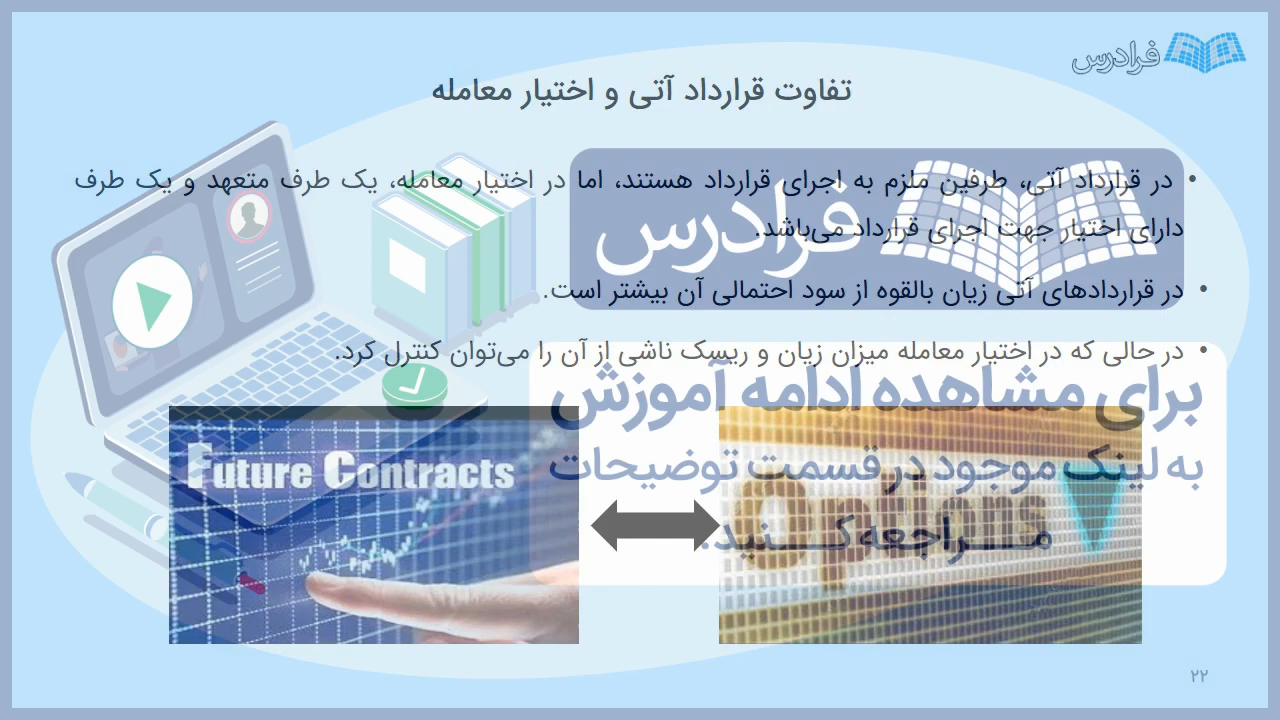 فرادرس
تفاوت قرارداد آتی و اختیار معامله
• در قرارداد آتی، طرفین ملزم به اجرای قرارداد هستند، اما در اختیار معامله، یک طرف متعهد و یک طرف
دارای اختیار جهت اجرای قرارداد می‌باشد.
فرادرس
• در قراردادهای آتی زیان بالقوه از سود احتمالی آن بیشتر است.
• در حالی که در اختیار معامله میزان زیان و ریسک ناشی از آن را می‌توان کنترل کرد.
برای مشاهده ادامه آموزش
به لینک موجود در قسمت توضیحات
مراجعه کنید.
Future Contracts
Options
۲۲